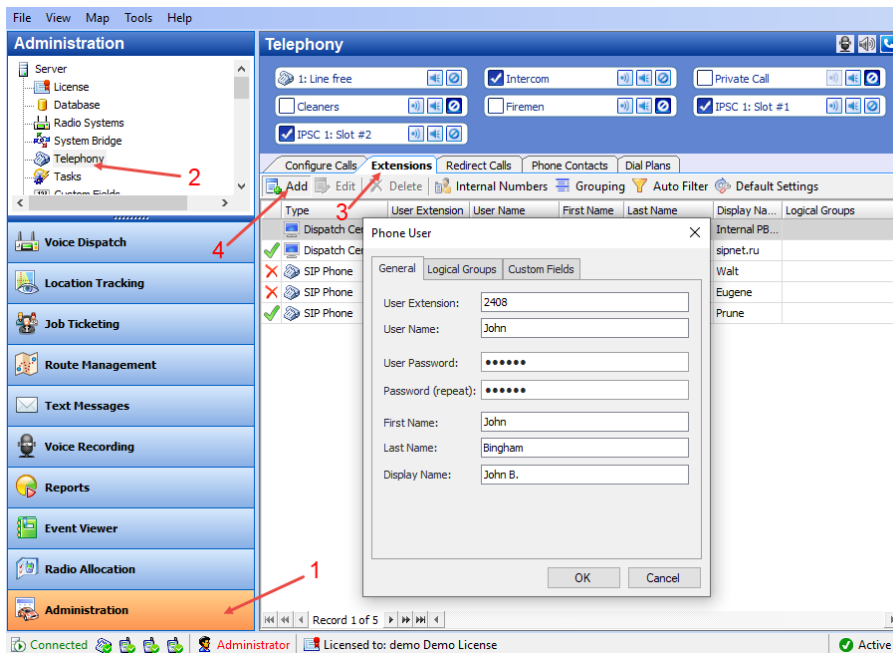 File View Map Tools Help
Administration
Server
License
Database
Radio Systems
System Bridge
Telephony
Tasks
Custom Fields
2
Voice Dispatch
Location Tracking
Job Ticketing
Route Management
Text Messages
Voice Recording
Reports
Event Viewer
Radio Allocation
Administration
1
Telephony
1: Line free Intercom Private Call
Cleaners Firemen IPSC 1: Slot #1
IPSC 1: Slot #2
Configure Calls Extensions Redirect Calls Phone Contacts Dial Plans
Add Edit Delete Internal Numbers Grouping Auto Filter Default Settings
3
4
Type User Extension User Name First Name Last Name Display Na... Logical Groups
Dispatch Cen Internal PB...
Dispatch Cen sipnet.ru
SIP Phone Walt
SIP Phone Eugene
SIP Phone Prune
Phone User
General Logical Groups Custom Fields
User Extension: 2408
User Name: John
User Password: ••••••
Password (repeat): ••••••
First Name: John
Last Name: Bingham
Display Name: John B.
OK Cancel
Record 1 of 5
Connected Administrator Licensed to: demo Demo License Active